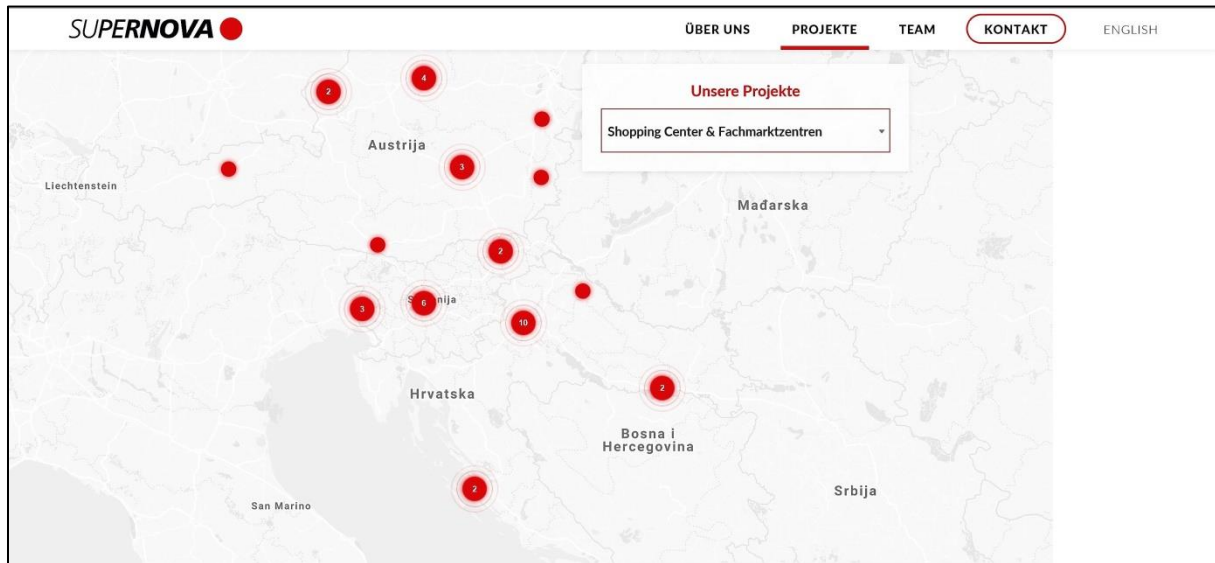 SUPERNOVA
ÜBER UNS
PROJEKTE
TEAM
KONTAKT
ENGLISH
Unsere Projekte
Shopping Center & Fachmarktzentren
4
2
Austrija
3
Liechtenstein
Mađarska
2
3
6
10
Hrvatska
2
Bosna i
Hercegovina
2
Srbija
San Marino